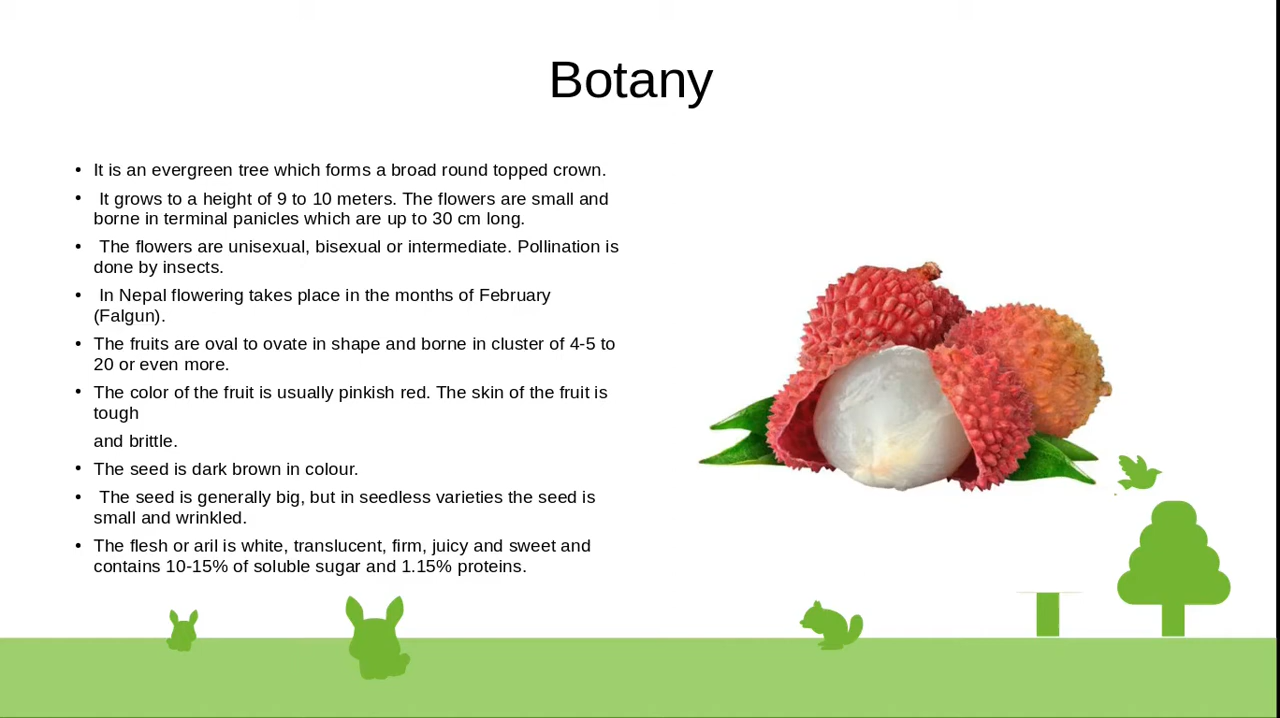 Botany
• It is an evergreen tree which forms a broad round topped crown.
• It grows to a height of 9 to 10 meters. The flowers are small and
borne in terminal panicles which are up to 30 cm long.
• The flowers are unisexual, bisexual or intermediate. Pollination is
done by insects.
• In Nepal flowering takes place in the months of February
(Falgun).
• The fruits are oval to ovate in shape and borne in cluster of 4-5 to
20 or even more.
• The color of the fruit is usually pinkish red. The skin of the fruit is
tough
and brittle.
• The seed is dark brown in colour.
• The seed is generally big, but in seedless varieties the seed is
small and wrinkled.
• The flesh or aril is white, translucent, firm, juicy and sweet and
contains 10-15% of soluble sugar and 1.15% proteins.